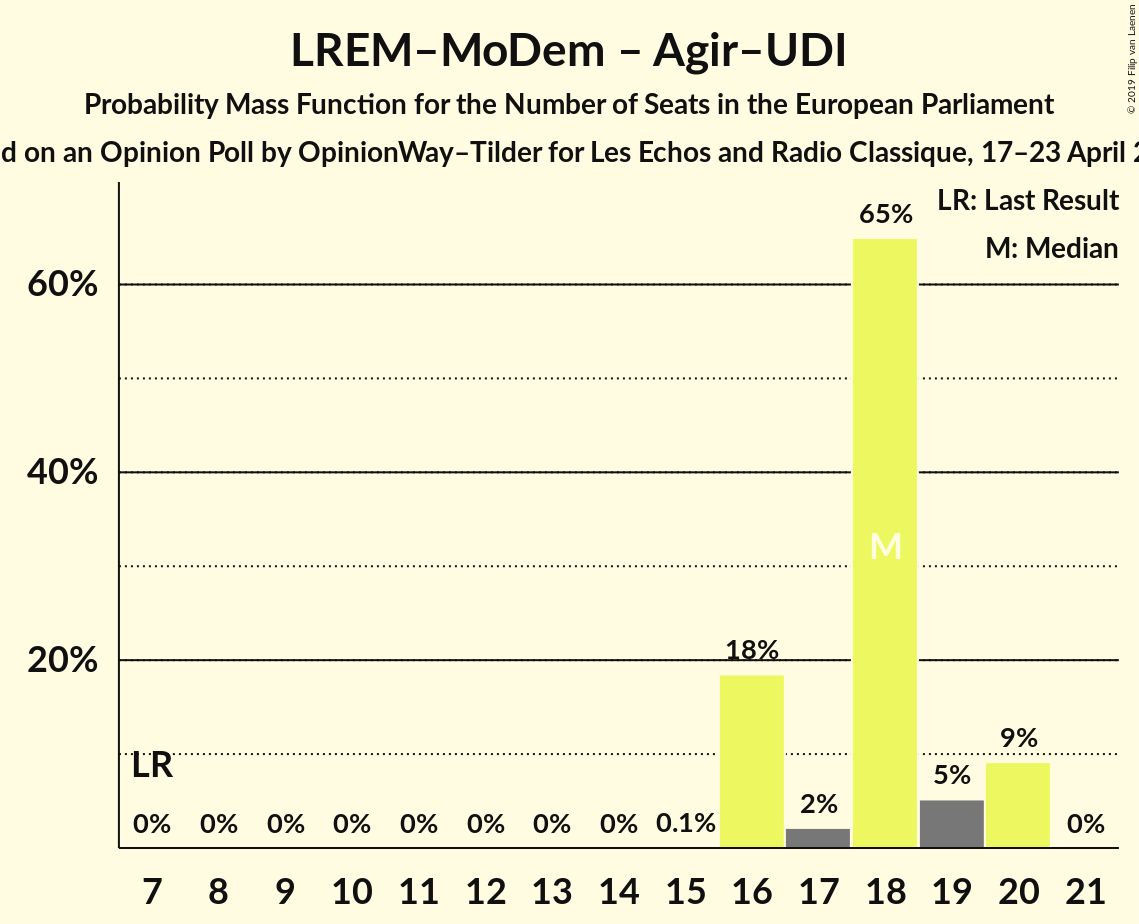 LREM–MoDem – Agir–UDI
Probability Mass Function for the Number of Seats in the European Parliament
d on an Opinion Poll by OpinionWay–Tilder for Les Echos and Radio Classique, 17–23 April 2
© 2019 Filip van Laenen
LR: Last Result
M: Median
65%
60%
40%
M
20%
18%
LR
9%
5%
2%
0% 0% 0% 0% 0% 0% 0% 0% 0.1% 0%
7 8 9 10 11 12 13 14 15 16 17 18 19 20 21